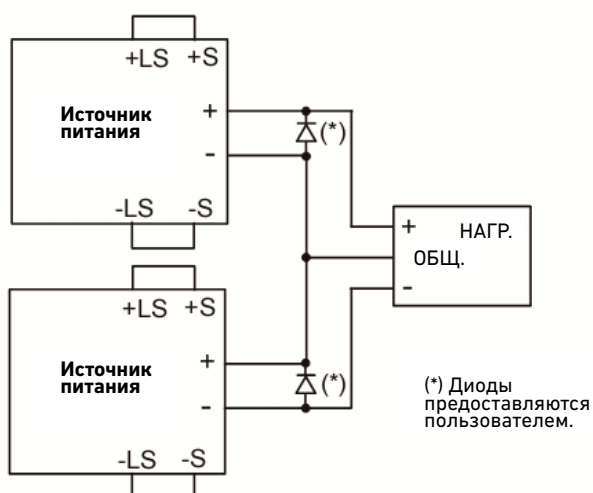 +LS +S
Источник
питания
+
-
(*)
-LS -S
+ НАГР.
ОБЩ.
-
+LS +S
Источник
питания
+
-
(*)
-LS -S
(*) Диоды
предоставляются
пользователем.